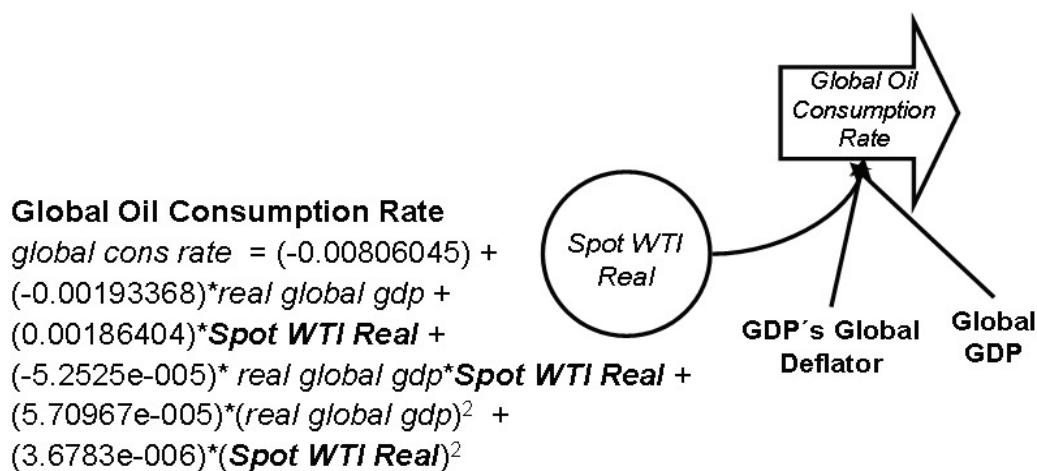 Global Oil
Consumption
Rate
Spot WTI
Real
GDP´s Global
Deflator
Global
GDP
Global Oil Consumption Rate
global cons rate = (-0.00806045) +
(-0.00193368)*real global gdp +
(0.00186404)*Spot WTI Real +
(-5.2525e-005)* real global gdp*Spot WTI Real +
(5.70967e-005)*(real global gdp)² +
(3.6783e-006)*(Spot WTI Real)²